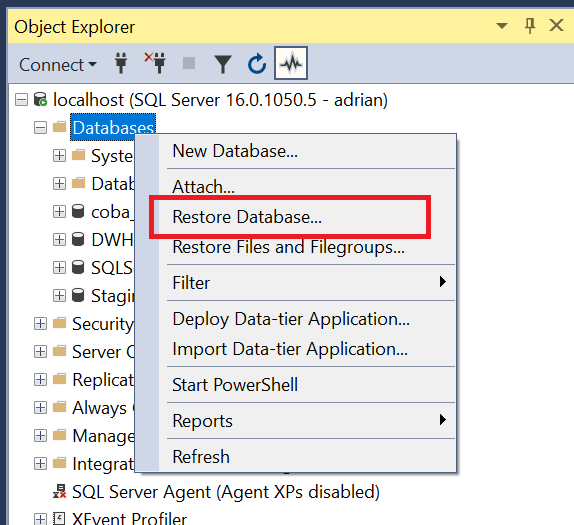 Object Explorer
Connect
localhost (SQL Server 16.0.1050.5 - adrian)
Databases
Syste
New Database...
Datab
Attach...
coba_
Restore Database...
DWH
Restore Files and Filegroups...
SQLS
Stagin
Filter
Security
Deploy Data-tier Application...
Server O
Import Data-tier Application...
Replicat
Start PowerShell
Always
Reports
Manage
Integrat
Refresh
SQL Server Agent (Agent XPs disabled)
XEvent Profiler